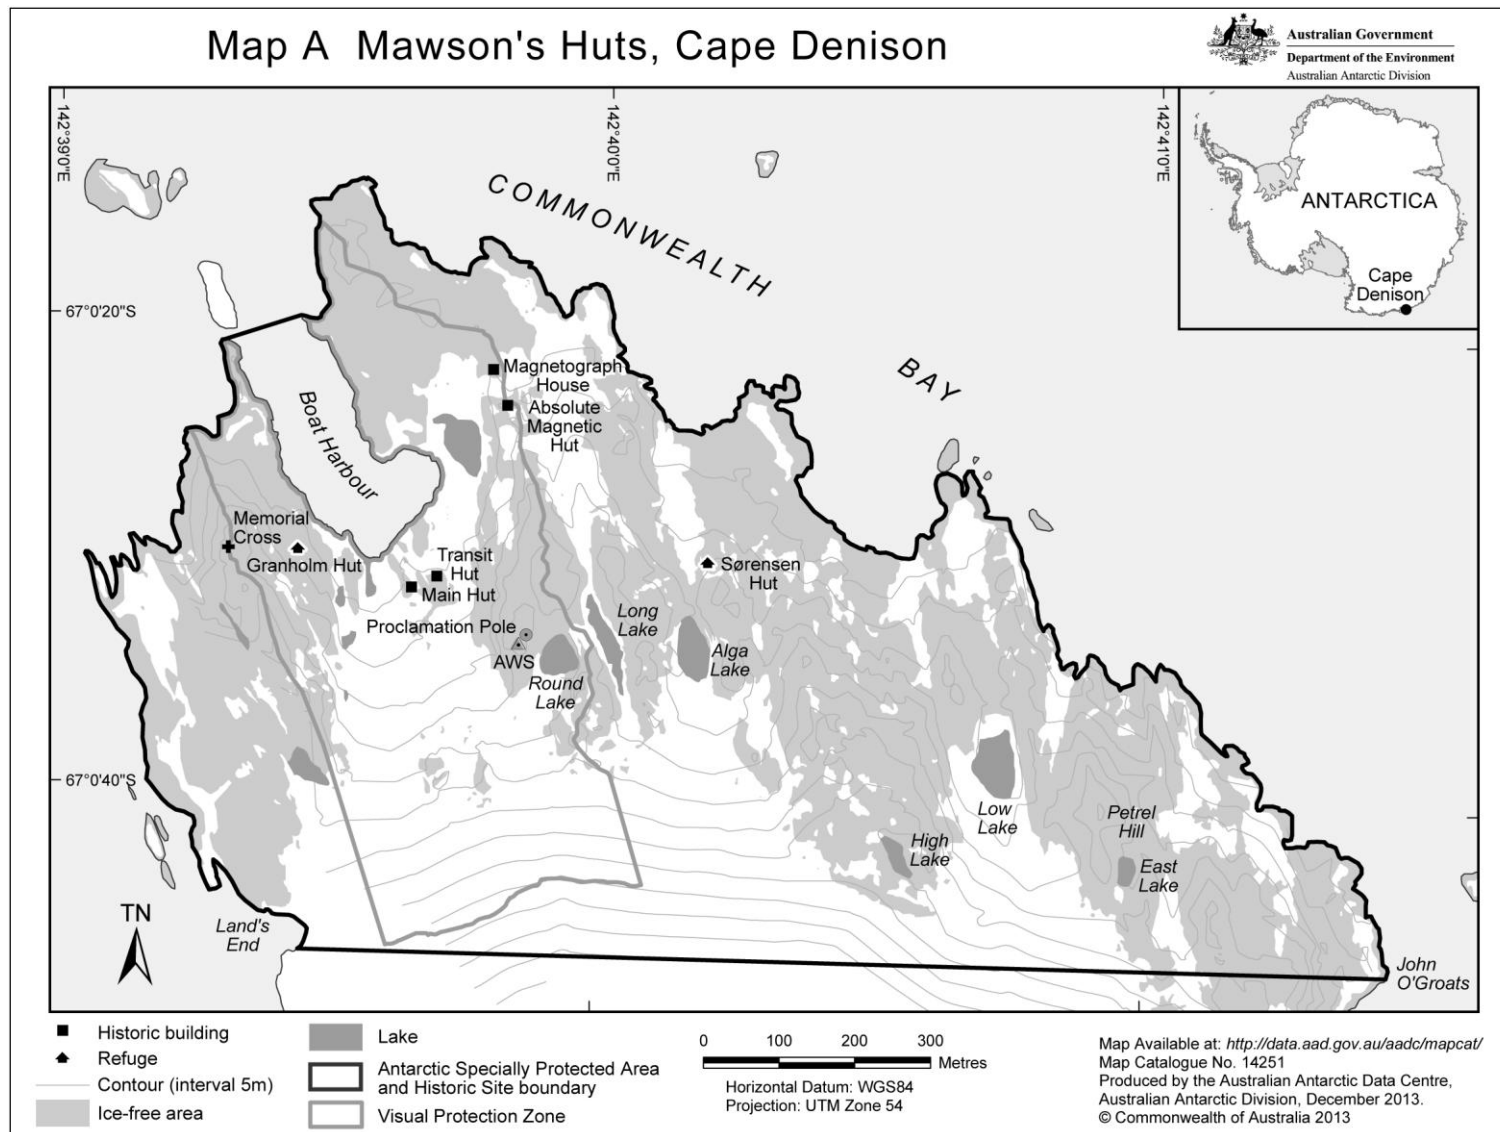 Map A Mawson's Huts, Cape Denison
Australian Government
Department of the Environment
Australian Antarctic Division
142°39'0"E
142°40'0"E
142°41'0"E
ANTARCTICA
Cape
Denison
COMMONWEALTH
BAY
67°0'20"S
Magnetograph
House
Absolute
Magnetic
Hut
Boat Harbour
Memorial
Cross
Granholm Hut
Transit
Hut
Main Hut
Sørensen
Hut
Proclamation Pole
AWS
Long
Lake
Alga
Lake
Round
Lake
67°0'40"S
Low
Lake
Petrel
Hill
High
Lake
East
Lake
TN
Land's
End
John
O'Groats
Historic building
Refuge
Contour (interval 5m)
Ice-free area
Lake
Antarctic Specially Protected Area
and Historic Site boundary
Visual Protection Zone
0 100 200 300
Metres
Horizontal Datum: WGS84
Projection: UTM Zone 54
Map Available at: http://data.aad.gov.au/aadc/mapcat/
Map Catalogue No. 14251
Produced by the Australian Antarctic Data Centre,
Australian Antarctic Division, December 2013.
© Commonwealth of Australia 2013